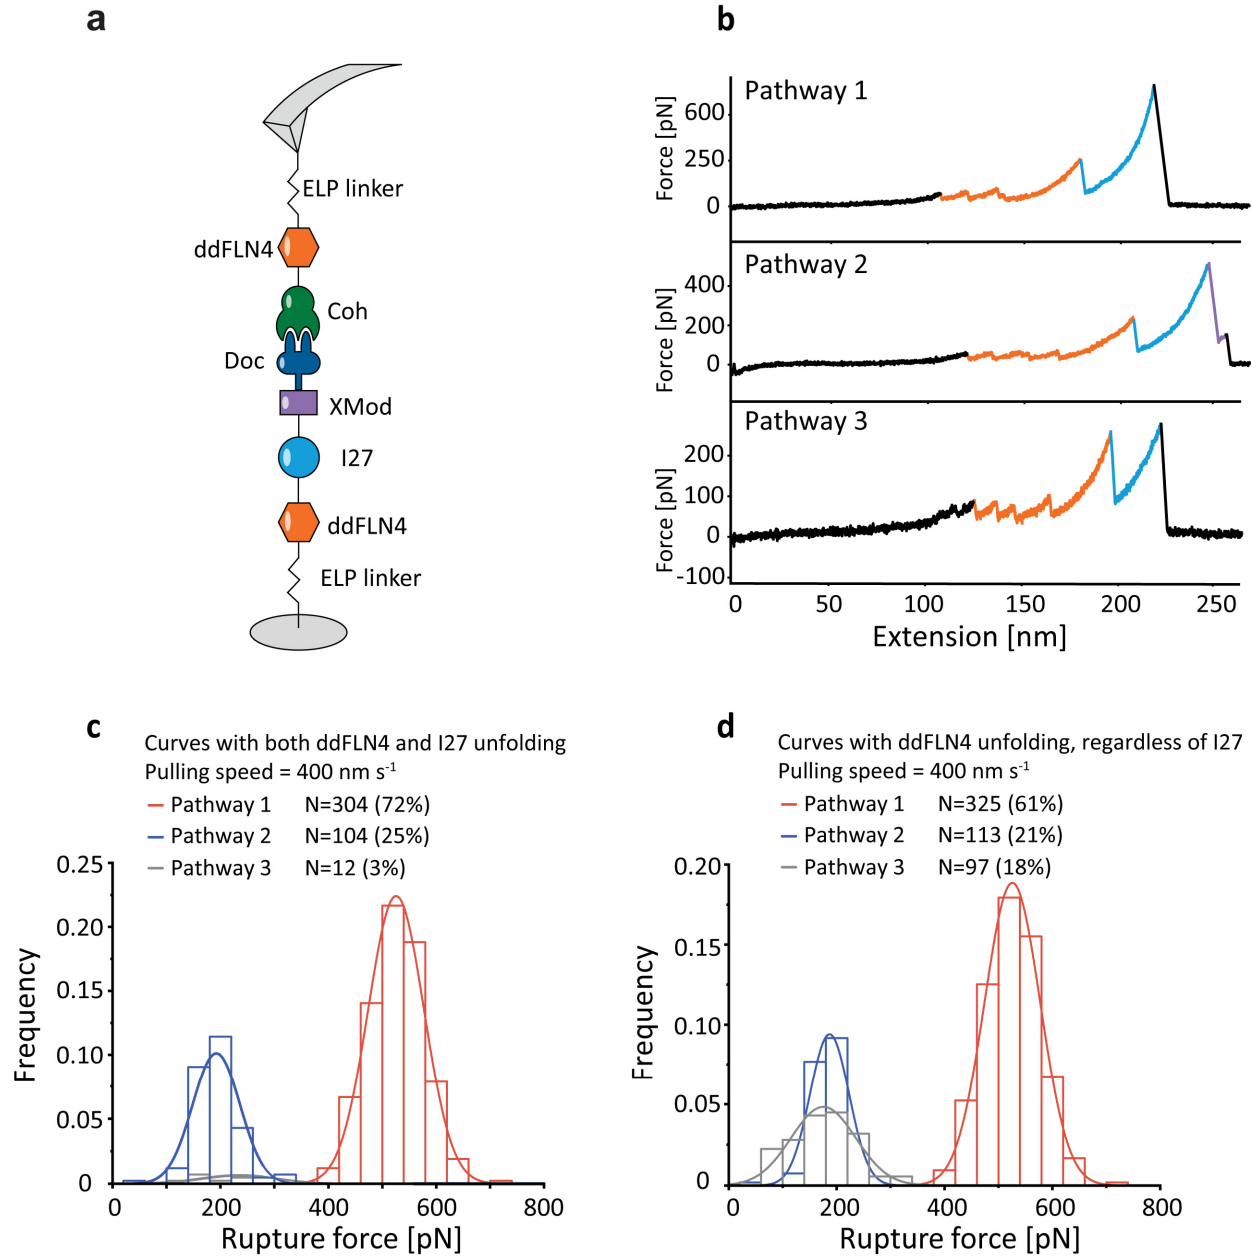 a
ELP linker
ddFLN4
Coh
Doc
XMod
I27
ddFLN4
ELP linker
b
Pathway 1
Force [pN]
600
250
0
Pathway 2
Force [pN]
400
200
0
Pathway 3
Force [pN]
200
100
0
-100
0 50 100 150 200 250
Extension [nm]
c
Curves with both ddFLN4 and I27 unfolding
Pulling speed = 400 nm s-1
Pathway 1 N=304 (72%)
Pathway 2 N=104 (25%)
Pathway 3 N=12 (3%)
Frequency
0.25
0.20
0.15
0.10
0.05
0
0 200 400 600 800
Rupture force [pN]
d
Curves with ddFLN4 unfolding, regardless of I27
Pulling speed = 400 nm s-1
Pathway 1 N=325 (61%)
Pathway 2 N=113 (21%)
Pathway 3 N=97 (18%)
Frequency
0.20
0.15
0.10
0.05
0
0 200 400 600 800
Rupture force [pN]